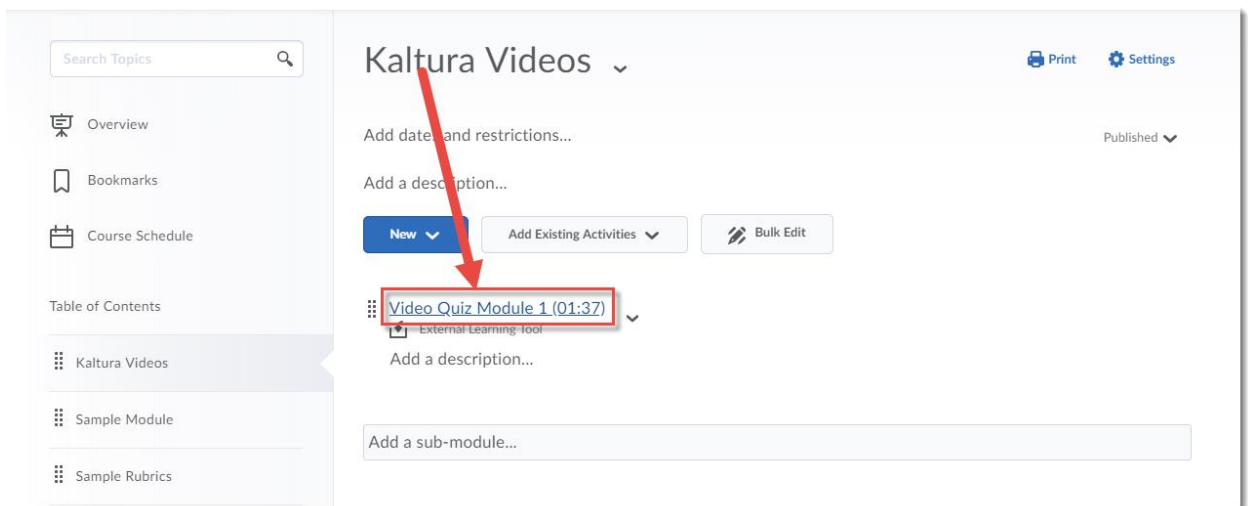 Search Topics
Overview
Bookmarks
Course Schedule
Table of Contents
Kaltura Videos
Sample Module
Sample Rubrics
Kaltura Videos
Print
Settings
Add dates and restrictions...
Published
Add a description...
New
Add Existing Activities
Bulk Edit
Video Quiz Module 1 (01:37)
External Learning Tool
Add a description...
Add a sub-module...